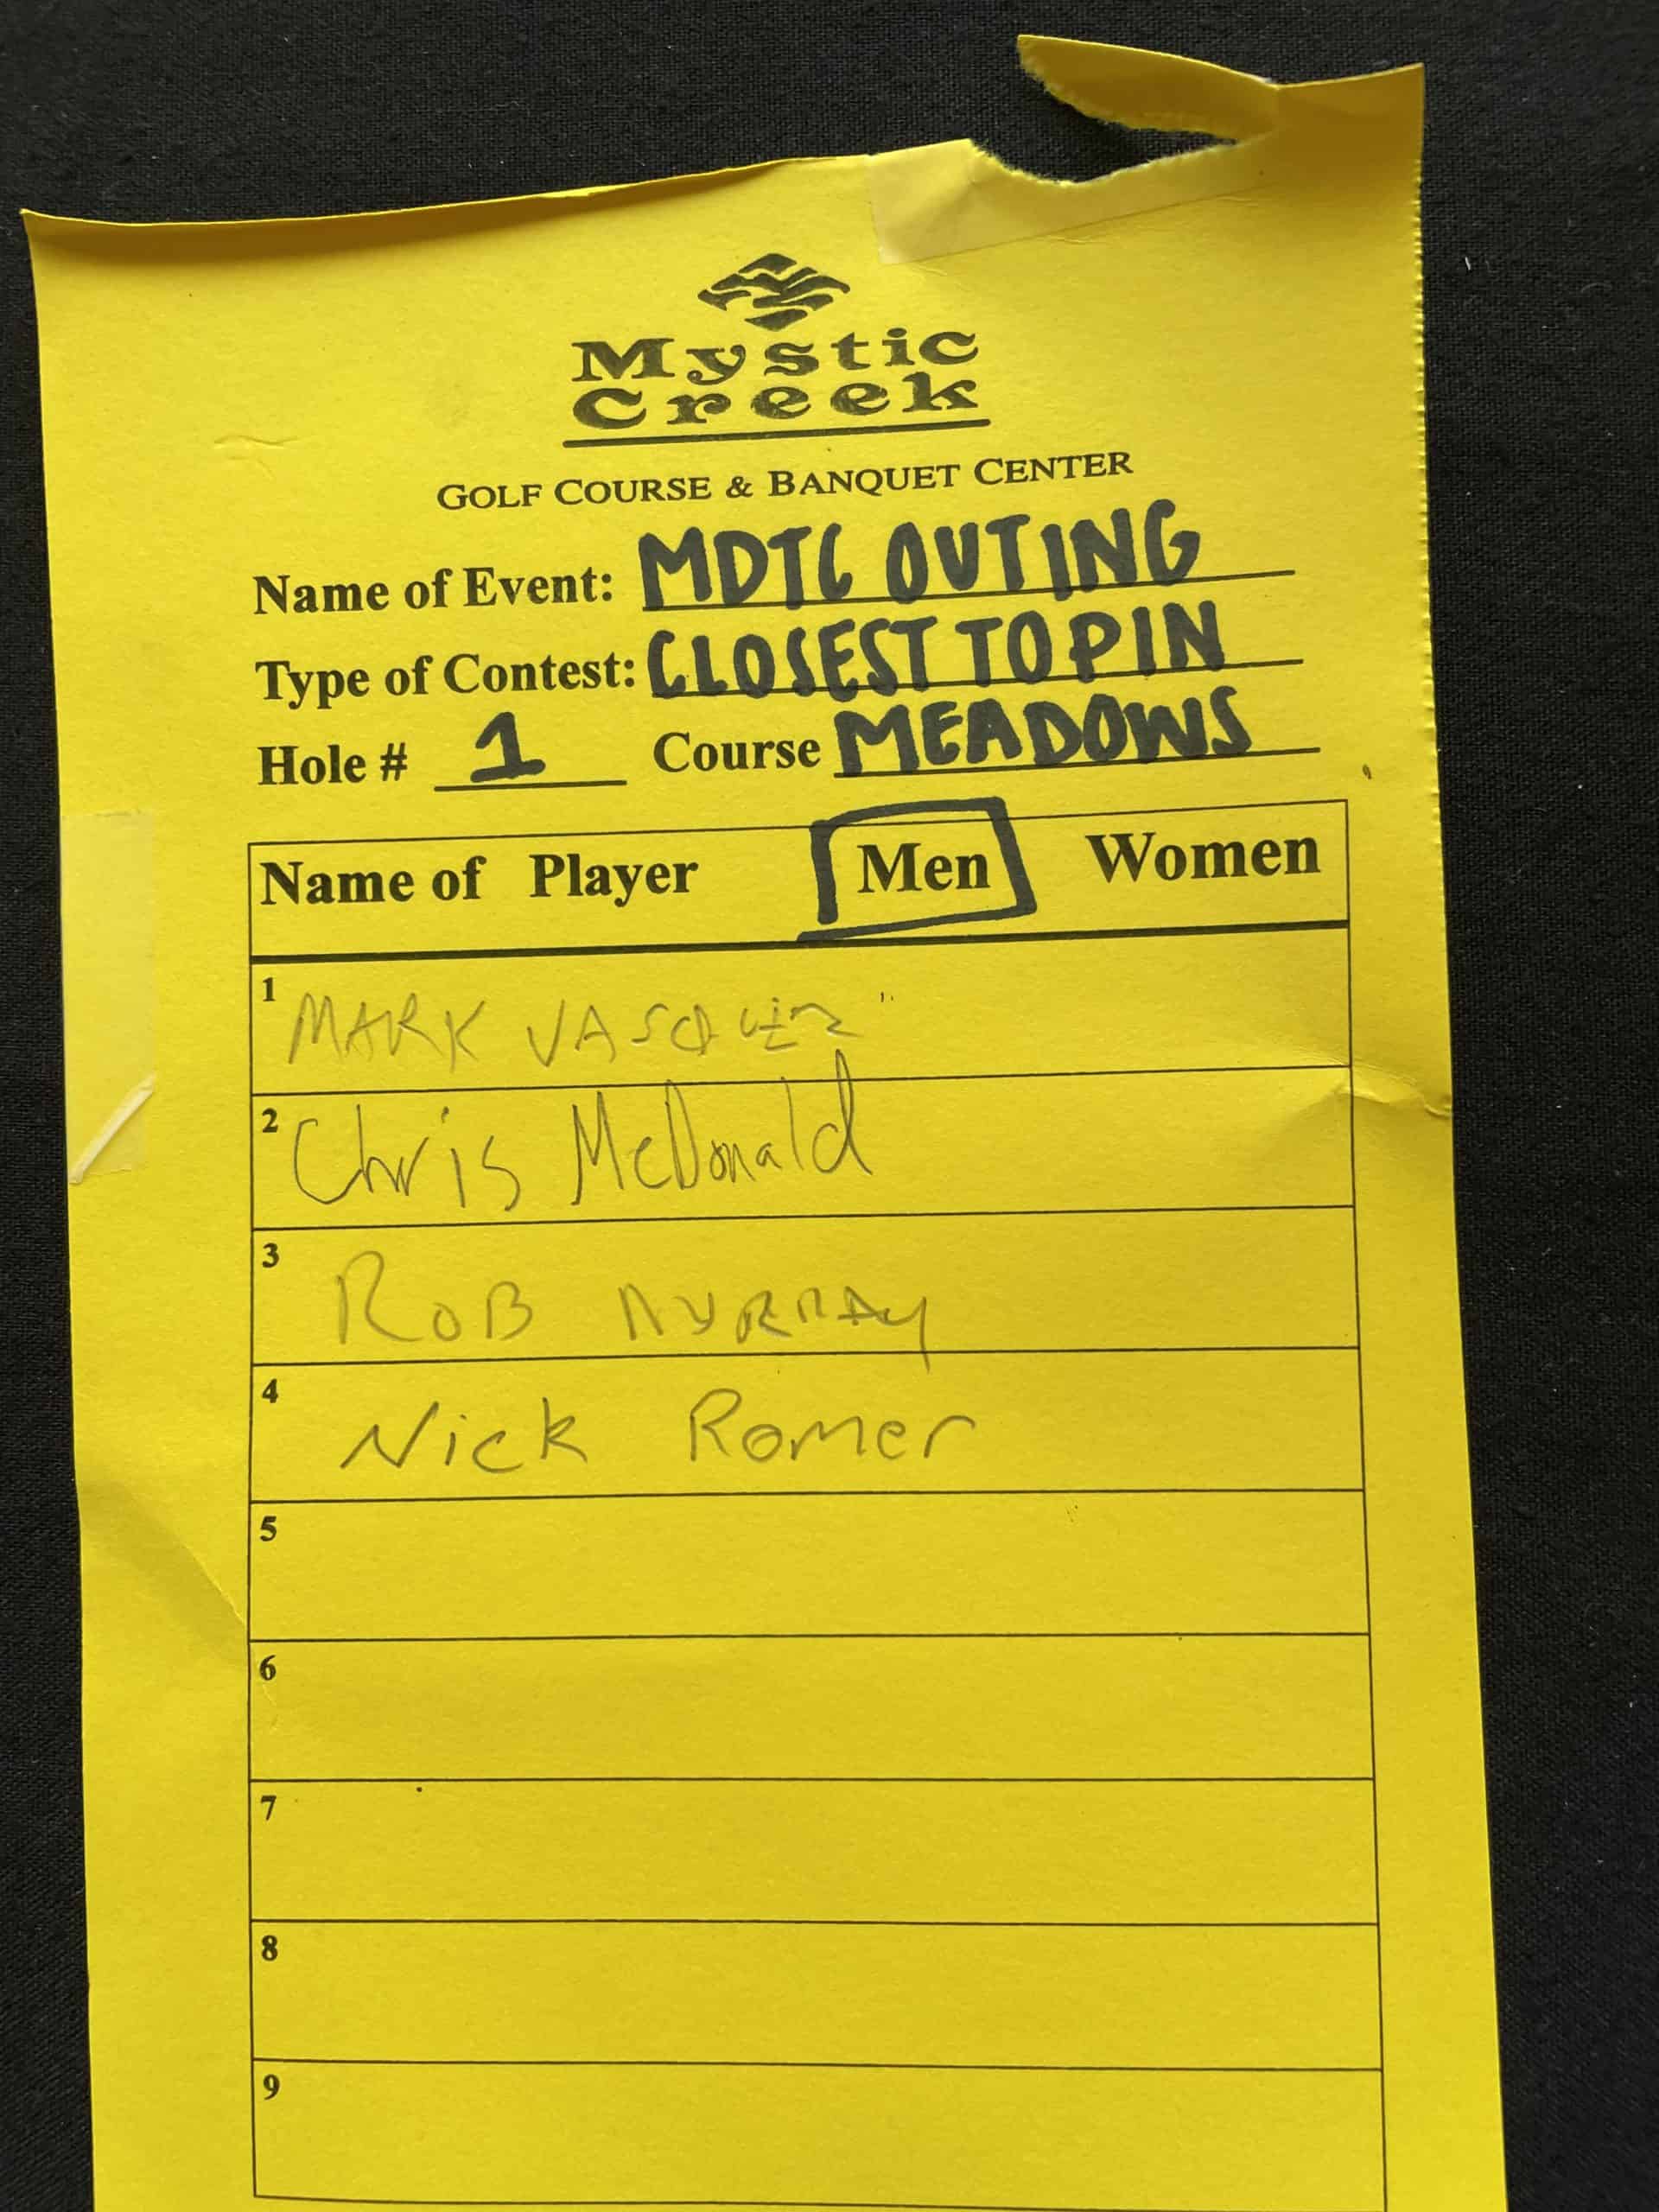 Mystic
Creek
GOLF COURSE & BANQUET CENTER
Name of Event: MDTC OUTING
Type of Contest: CLOSEST TO PIN
Hole # 1 Course MEADOWS
Name of Player Men Women
1 MARK VASQUEZ
2 Chris McDonald
3 ROB MURRAY
4 Nick Romer
5
6
7
8
9